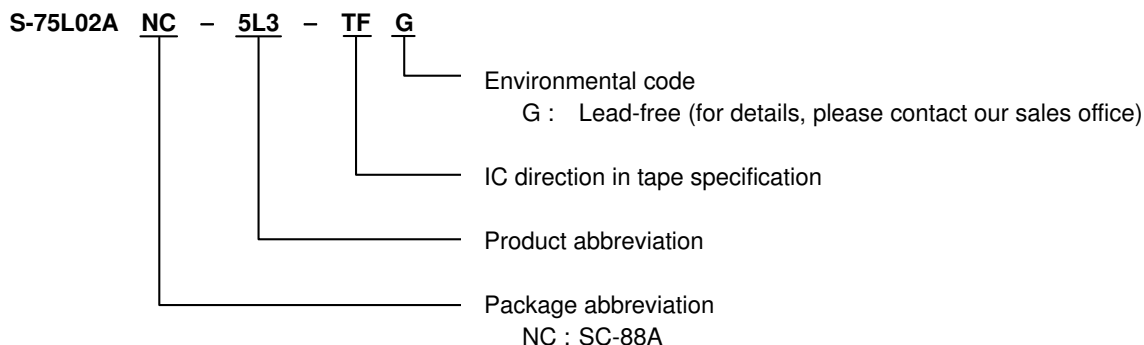 S-75L02A NC – 5L3 – TF G
Environmental code
G : Lead-free (for details, please contact our sales office)
IC direction in tape specification
Product abbreviation
Package abbreviation
NC : SC-88A